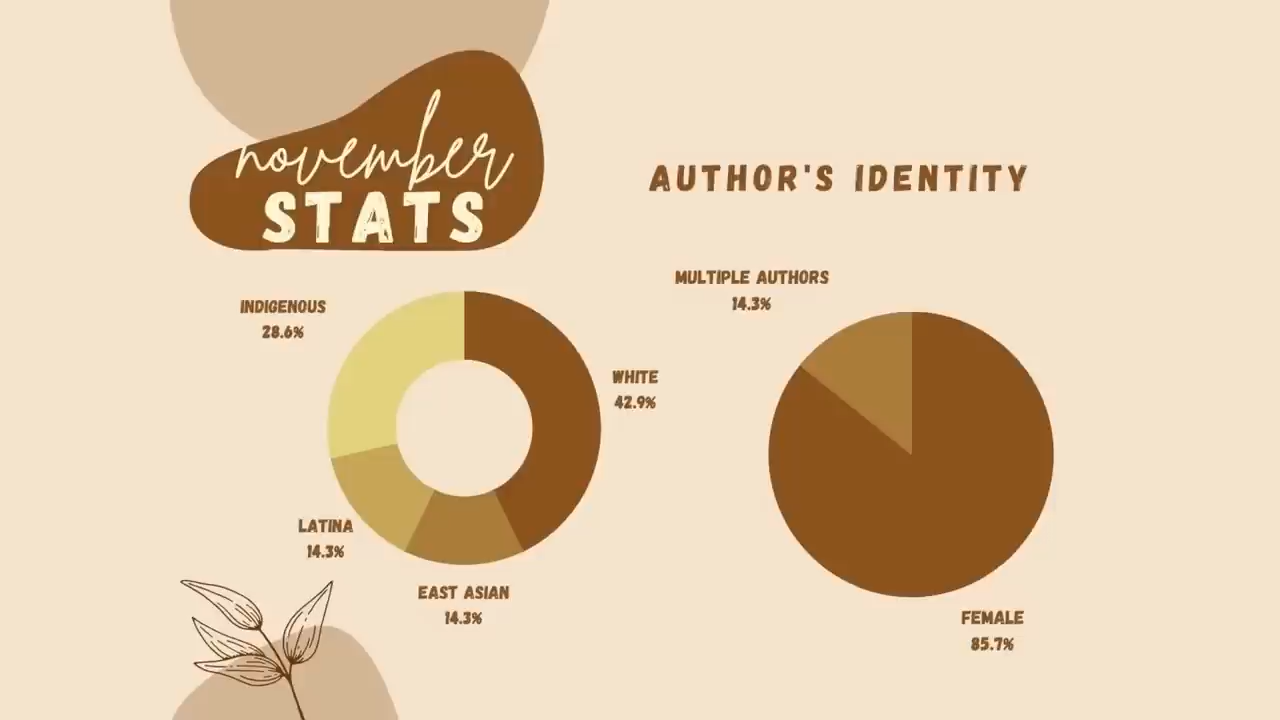 november
STATS
AUTHOR'S IDENTITY
INDIGENOUS
28.6%
WHITE
42.9%
LATINA
14.3%
EAST ASIAN
14.3%
MULTIPLE AUTHORS
14.3%
FEMALE
85.7%